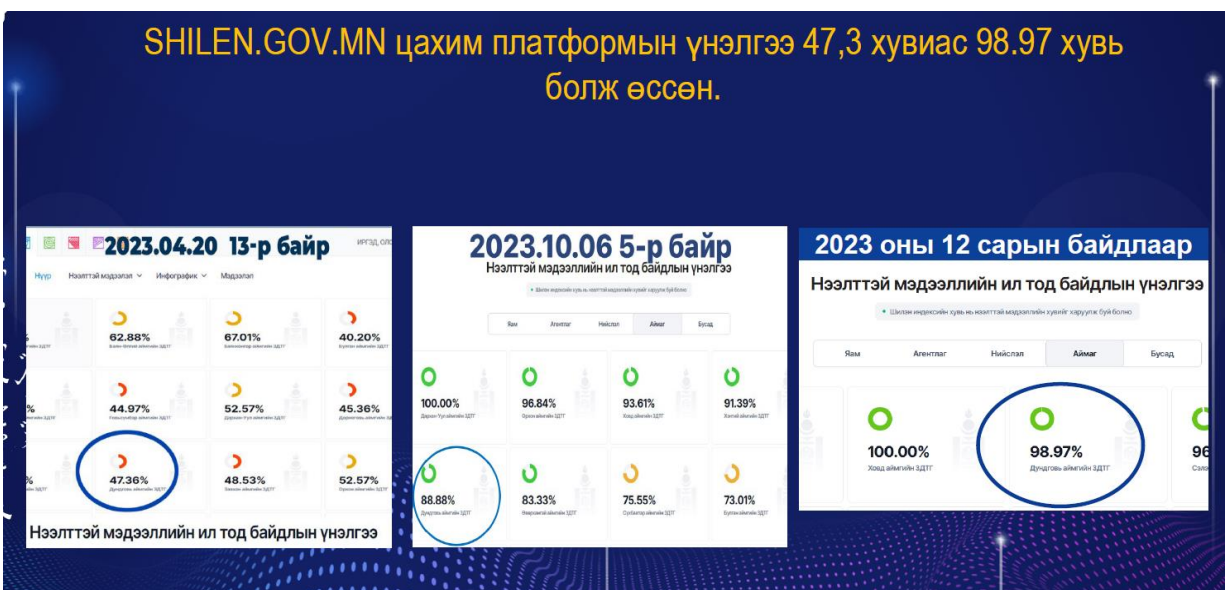 SHILEN.GOV.MN цахим платформын үнэлгээ 47,3 хувиас 98.97 хувь
болж өссөн.
2023.04.20 13-р байр
Нүүр Нээлттэй мэдээлэл Инфографик Мэдээлэл
62.88%
67.01%
40.20%
44.97%
52.57%
45.36%
47.36%
48.53%
52.57%
Нээлттэй мэдээллийн ил тод байдлын үнэлгээ
2023.10.06 5-р байр
Нээлттэй мэдээллийн ил тод байдлын үнэлгээ
Яам Агентлаг Нийслэл Аймаг Бусад
100.00%
96.84%
93.61%
91.39%
88.88%
83.33%
75.55%
73.01%
2023 оны 12 сарын байдлаар
Нээлттэй мэдээллийн ил тод байдлын үнэлгээ
Шилэн индексийн хувь нь нээлттэй мэдээллийн хувийг харуулж буй болно
Яам Агентлаг Нийслэл Аймаг Бусад
100.00%
Ховд аймгийн ЗДТГ
98.97%
Дундговь аймгийн ЗДТГ
96